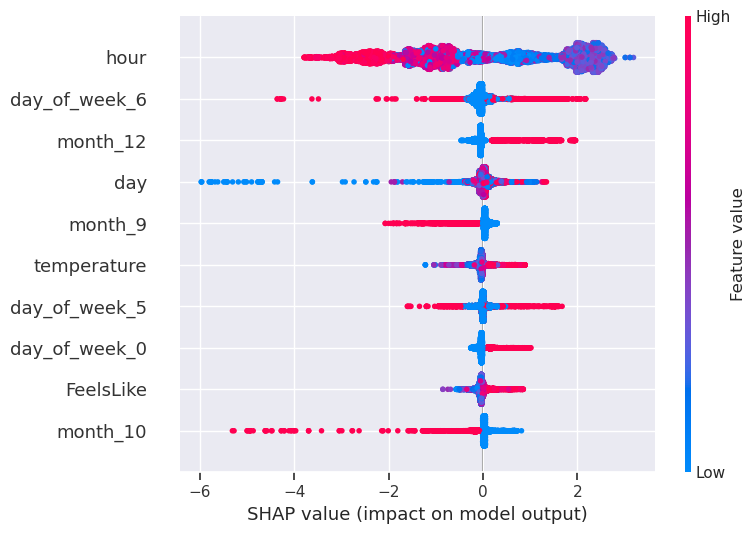 High
hour
day_of_week_6
month_12
day
month_9
temperature
day_of_week_5
day_of_week_0
FeelsLike
month_10
Feature value
Low
−6 −4 −2 0 2
SHAP value (impact on model output)